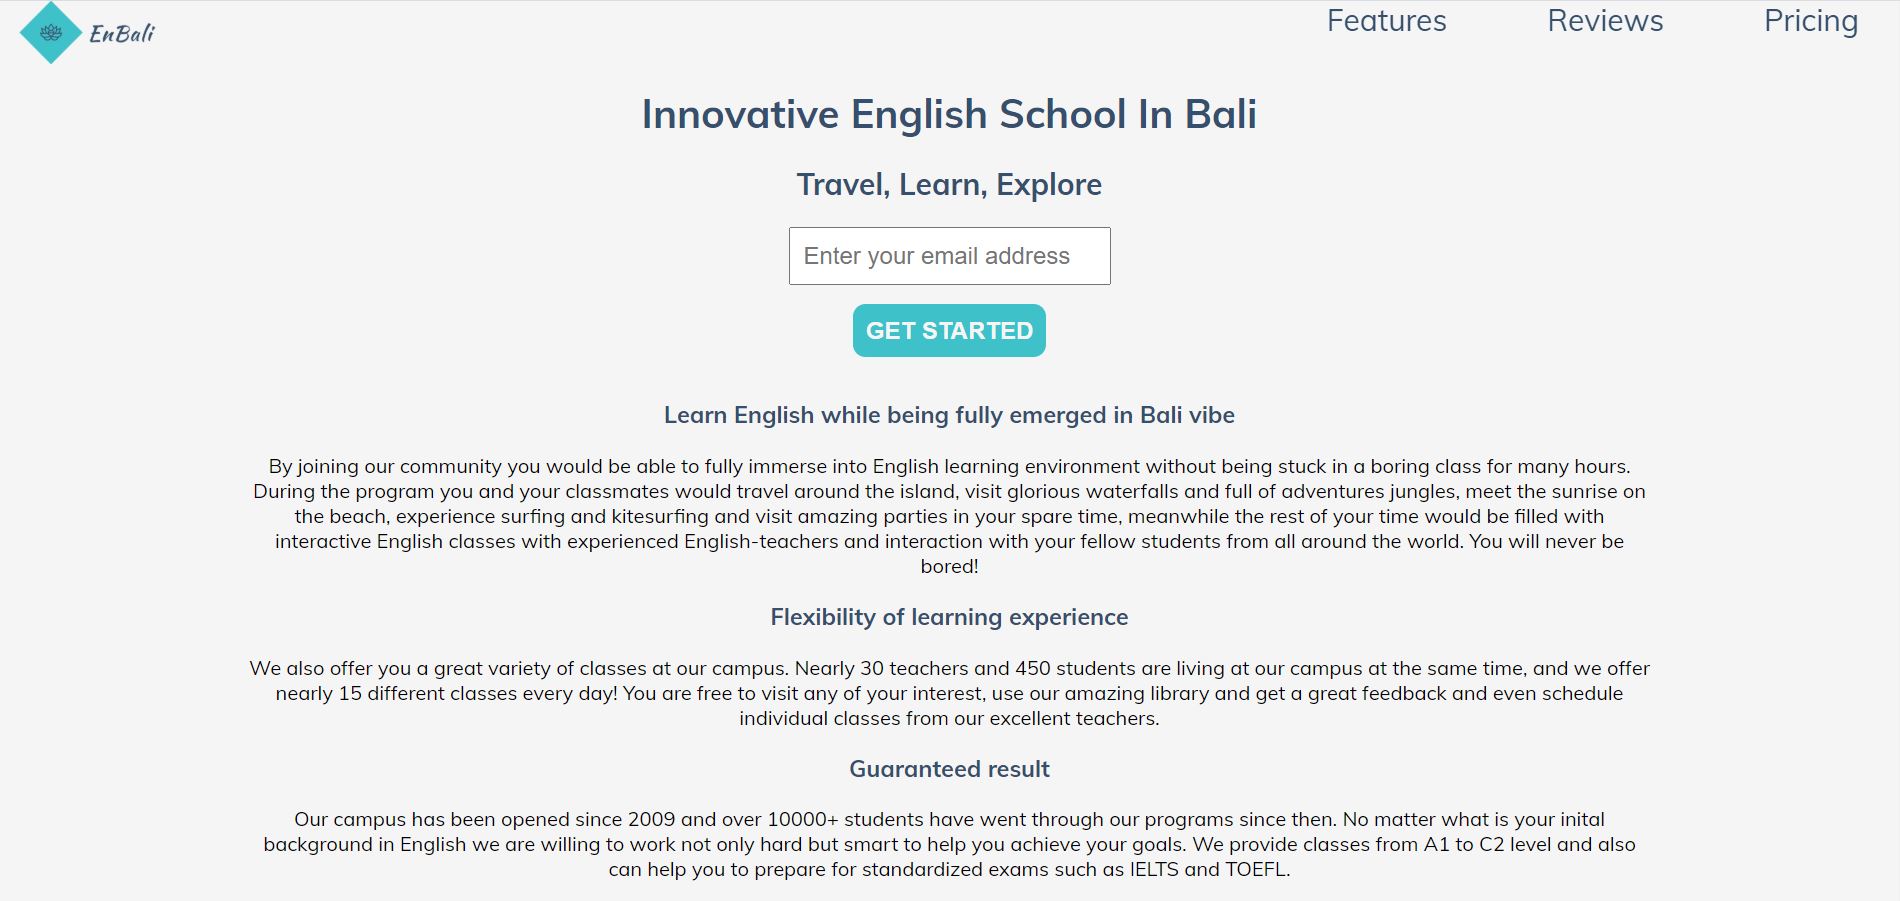 EnBali
Features
Reviews
Pricing
Innovative English School In Bali
Travel, Learn, Explore
Enter your email address
GET STARTED
Learn English while being fully emerged in Bali vibe
By joining our community you would be able to fully immerse into English learning environment without being stuck in a boring class for many hours.
During the program you and your classmates would travel around the island, visit glorious waterfalls and full of adventures jungles, meet the sunrise on
the beach, experience surfing and kitesurfing and visit amazing parties in your spare time, meanwhile the rest of your time would be filled with
interactive English classes with experienced English-teachers and interaction with your fellow students from all around the world. You will never be
bored!
Flexibility of learning experience
We also offer you a great variety of classes at our campus. Nearly 30 teachers and 450 students are living at our campus at the same time, and we offer
nearly 15 different classes every day! You are free to visit any of your interest, use our amazing library and get a great feedback and even schedule
individual classes from our excellent teachers.
Guaranteed result
Our campus has been opened since 2009 and over 10000+ students have went through our programs since then. No matter what is your inital
background in English we are willing to work not only hard but smart to help you achieve your goals. We provide classes from A1 to C2 level and also
can help you to prepare for standardized exams such as IELTS and TOEFL.